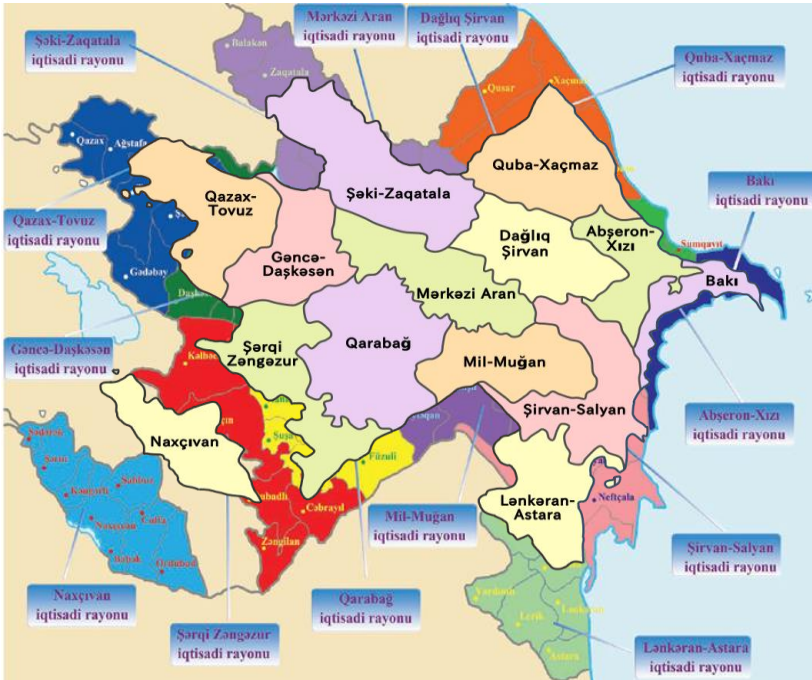 Şəki-Zaqatala
iqtisadi rayonu
Mərkəzi Aran
iqtisadi rayonu
Dağlıq Şirvan
iqtisadi rayonu
Quba-Xaçmaz
iqtisadi rayonu
Balakən
Zaqatala
Qusar
Xaçmaz
Qazax
Ağstafa
Quba-Xaçmaz
Bakı
iqtisadi rayonu
Qazax-
Tovuz
Şəki-Zaqatala
Qazax-Tovuz
iqtisadi rayonu
Dağlıq
Şirvan
Abşeron-
Xızı
Sumqayıt
Gəncə-
Daşkəsən
Gədəbəy
Bakı
Mərkəzi Aran
Gəncə-Daşkəsən
iqtisadi rayonu
Şərqi
Zəngəzur
Qarabağ
Mil-Muğan
Şirvan-Salyan
Abşeron-Xızı
iqtisadi rayonu
Naxçıvan
Şuşa
Füzuli
Lənkəran-
Astara
Neftçala
Cəbrayıl
Mil-Muğan
iqtisadi rayonu
Şirvan-Salyan
iqtisadi rayonu
Zəngilan
Ordubad
Naxçıvan
iqtisadi rayonu
Qarabağ
iqtisadi rayonu
Şərqi Zəngəzur
iqtisadi rayonu
Yardımlı
Lənkəran
Lerik
Astara
Lənkəran-Astara
iqtisadi rayonu